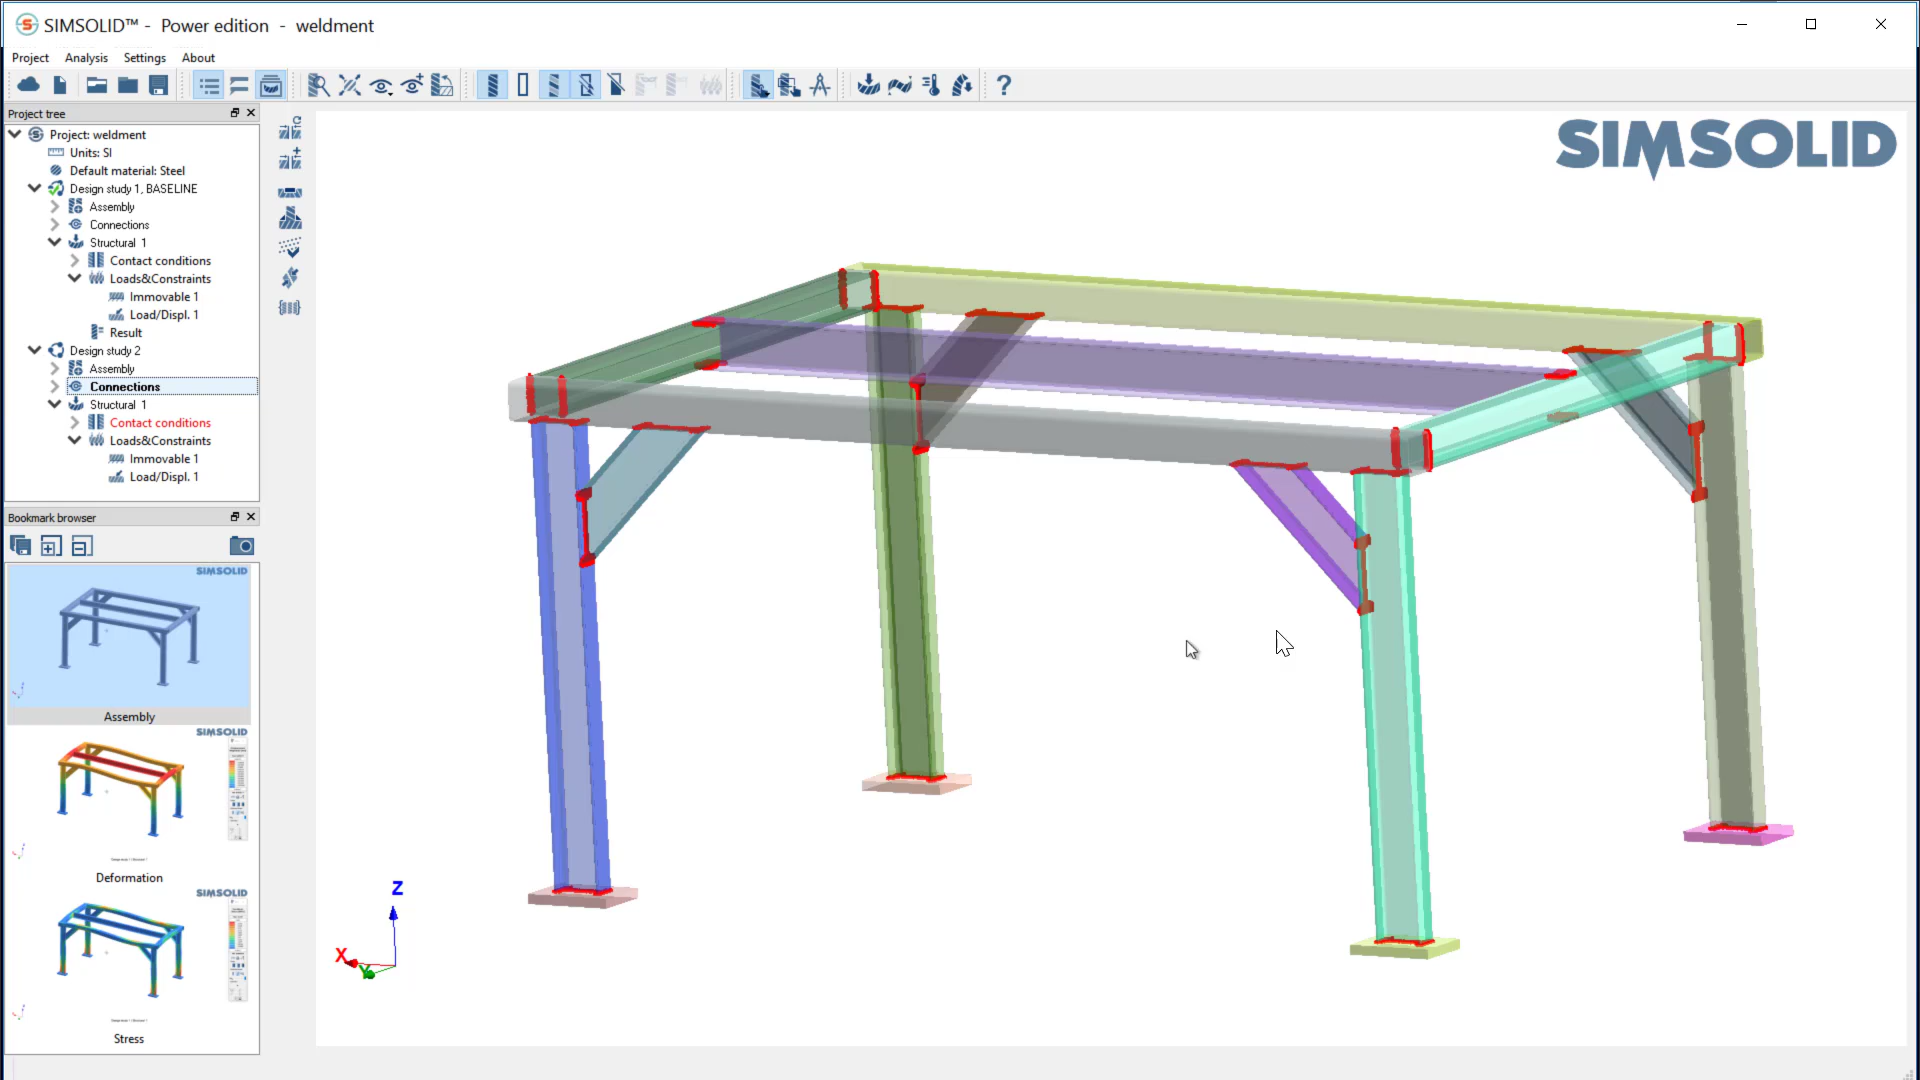 SIMSOLID™ - Power edition - weldment
Project Analysis Settings About
Project tree
Project: weldment
Units: SI
Default material: Steel
Design study 1, BASELINE
Assembly
Connections
Structural 1
Contact conditions
Loads&Constraints
Immovable 1
Load/Displ. 1
Result
Design study 2
Assembly
Connections
Structural 1
Contact conditions
Loads&Constraints
Immovable 1
Load/Displ. 1
Bookmark browser
SIMSOLID
Assembly
SIMSOLID
Deformation
SIMSOLID
Stress
SIMSOLID
Z
X
Y